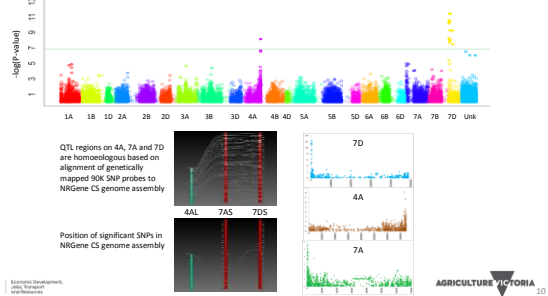 -log(P-value)
1 3 5 7 9 11 13
1A 1B 1D 2A 2B 2D 3A 3B 3D 4A 4B 4D 5A 5B 5D 6A 6B 6D 7A 7B 7D Unk
QTL regions on 4A, 7A and 7D
are homoeologous based on
alignment of genetically
mapped 90K SNP probes to
NRGene CS genome assembly
4AL 7AS 7DS
Position of significant SNPs in
NRGene CS genome assembly
7D
4A
7A
Economic Development,
Jobs, Transport
and Resources
AGRICULTURE VICTORIA
10